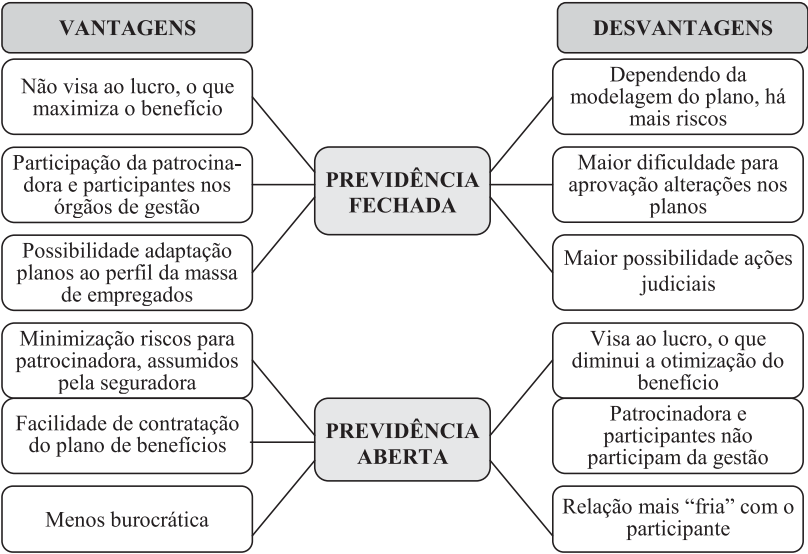 VANTAGENS
DESVANTAGENS
Não visa ao lucro, o que
maximiza o benefício
Participação da patrocina-
dora e participantes nos
órgãos de gestão
Possibilidade adaptação
planos ao perfil da massa
de empregados
PREVIDÊNCIA
FECHADA
Dependendo da
modelagem do plano, há
mais riscos
Maior dificuldade para
aprovação alterações nos
planos
Maior possibilidade ações
judiciais
Minimização riscos para
patrocinadora, assumidos
pela seguradora
Facilidade de contratação
do plano de benefícios
Menos burocrática
PREVIDÊNCIA
ABERTA
Visa ao lucro, o que
diminui a otimização do
benefício
Patrocinadora e
participantes não
participam da gestão
Relação mais “fria” com o
participante